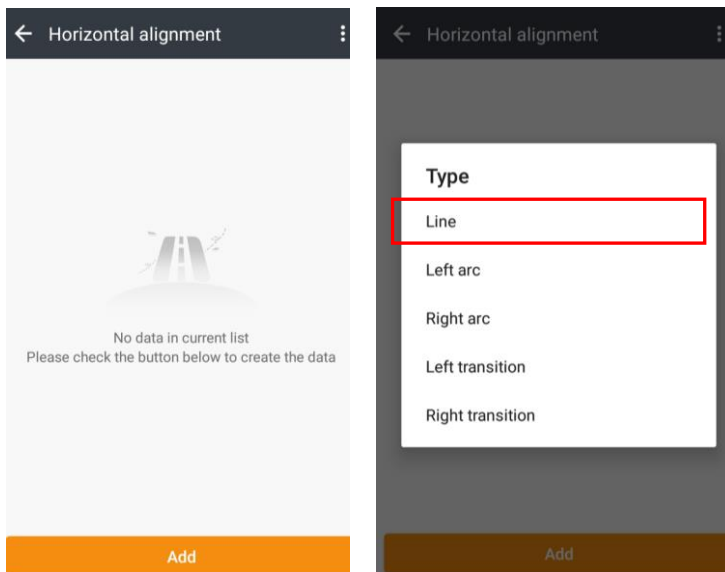 Horizontal alignment
No data in current list
Please check the button below to create the data
Add
Horizontal alignment
Type
Line
Left arc
Right arc
Left transition
Right transition
Add